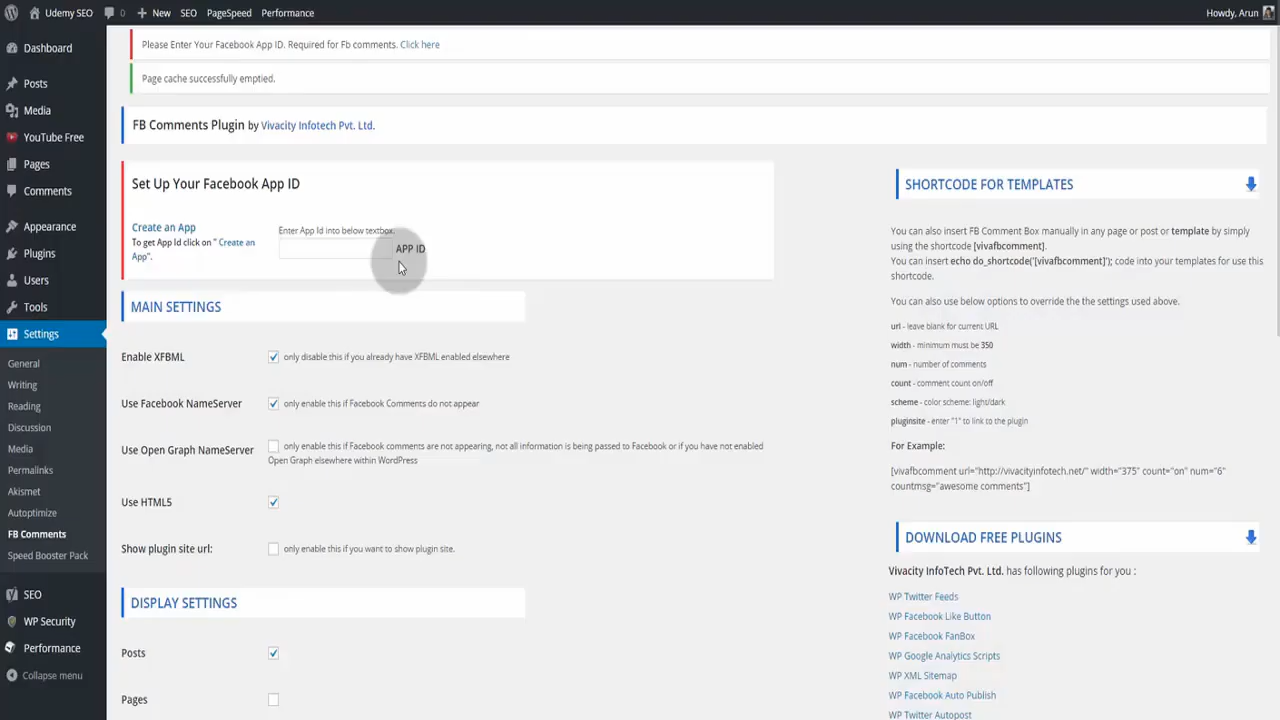 Udemy SEO 0 New SEO PageSpeed Performance Howdy, Arun
Dashboard
Posts
Media
YouTube Free
Pages
Comments
Appearance
Plugins
Users
Tools
Settings
General
Writing
Reading
Discussion
Media
Permalinks
Akismet
Autoptimize
FB Comments
Speed Booster Pack
SEO
WP Security
Performance
Collapse menu
Please Enter Your Facebook App ID. Required for Fb comments. Click here
Page cache successfully emptied.
FB Comments Plugin by Vivacity Infotech Pvt. Ltd.
Set Up Your Facebook App ID
Create an App
To get App Id click on " Create an
App".
Enter App Id into below textbox.
APP ID
MAIN SETTINGS
Enable XFBML only disable this if you already have XFBML enabled elsewhere
Use Facebook NameServer only enable this if Facebook Comments do not appear
Use Open Graph NameServer only enable this if Facebook comments are not appearing, not all information is being passed to Facebook or if you have not enabled
Open Graph elsewhere within WordPress
Use HTML5
Show plugin site url: only enable this if you want to show plugin site.
DISPLAY SETTINGS
Posts
Pages
SHORTCODE FOR TEMPLATES
You can also insert FB Comment Box manually in any page or post or template by simply
using the shortcode [vivafbcomment].
You can insert echo do_shortcode('[vivafbcomment]'); code into your templates for use this
shortcode.
You can also use below options to override the the settings used above.
url - leave blank for current URL
width - minimum must be 350
num - number of comments
count - comment count on/off
scheme - color scheme: light/dark
pluginsite - enter "1" to link to the plugin
For Example:
[vivafbcomment url="http://vivacityinfotech.net/" width="375" count="on" num="6"
countmsg="awesome comments"]
DOWNLOAD FREE PLUGINS
Vivacity InfoTech Pvt. Ltd. has following plugins for you :
WP Twitter Feeds
WP Facebook Like Button
WP Facebook FanBox
WP Google Analytics Scripts
WP XML Sitemap
WP Facebook Auto Publish
WP Twitter Autopost